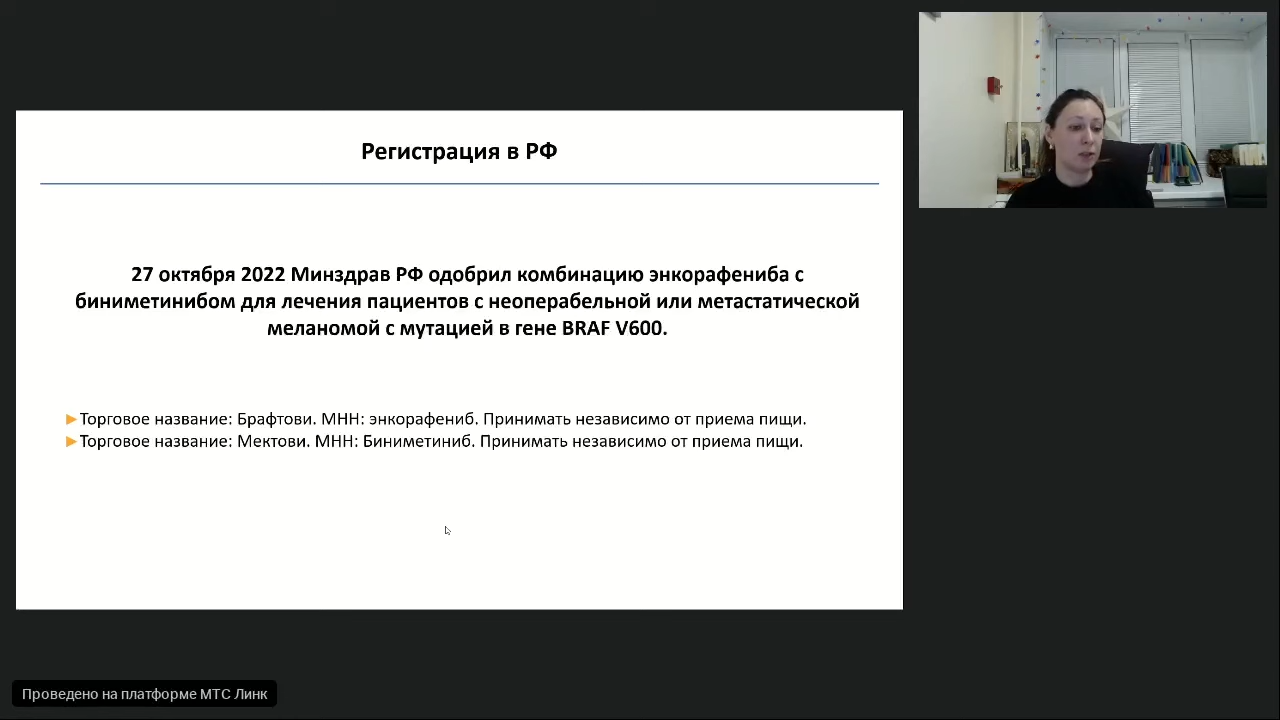 Регистрация в РФ
27 октября 2022 Минздрав РФ одобрил комбинацию энкорафениба с
биниметинибом для лечения пациентов с неоперабельной или метастатической
меланомой с мутацией в гене BRAF V600.
►Торговое название: Брафтови. МНН: энкорафениб. Принимать независимо от приема пищи.
►Торговое название: Мектови. МНН: Биниметиниб. Принимать независимо от приема пищи.
Проведено на платформе МТС Линк